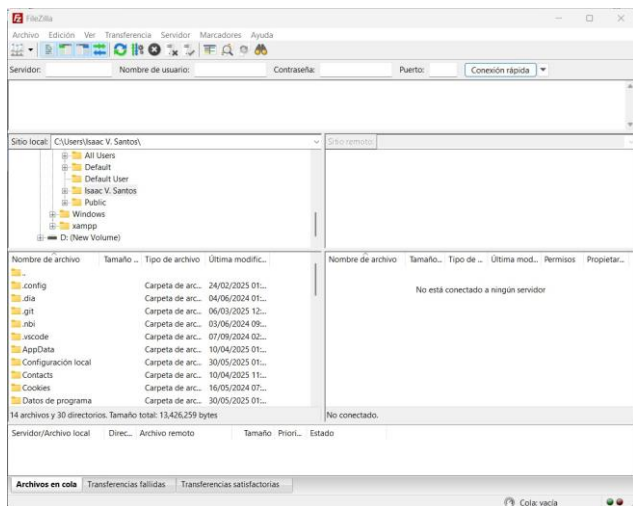 FileZilla
Archivo Edición Ver Transferencia Servidor Marcadores Ayuda
Servidor: Nombre de usuario: Contraseña: Puerto: Conexión rápida
Sitio local: C:\Users\Isaac V. Santos\
Sitio remoto:
All Users
Default
Default User
Isaac V. Santos
Public
Windows
xampp
D: (New Volume)
Nombre de archivo Tamaño ... Tipo de archivo Última modific...
..
.config Carpeta de arc... 24/02/2025 01:...
.dia Carpeta de arc... 04/06/2024 01:...
.git Carpeta de arc... 06/03/2025 12:...
.nbi Carpeta de arc... 03/06/2024 09:...
.vscode Carpeta de arc... 07/09/2024 02:...
AppData Carpeta de arc... 10/04/2025 01:...
Configuración local Carpeta de arc... 30/05/2025 01:...
Contacts Carpeta de arc... 10/04/2025 11:...
Cookies Carpeta de arc... 16/05/2024 07:...
Datos de programa Carpeta de arc... 30/05/2025 01:...
14 archivos y 30 directorios. Tamaño total: 13,426,259 bytes
Nombre de archivo Tamaño... Tipo de ... Última mod... Permisos Propietar...
No está conectado a ningún servidor
No conectado.
Servidor/Archivo local Direc... Archivo remoto Tamaño Priori... Estado
Archivos en cola Transferencias fallidas Transferencias satisfactorias
Cola: vacía